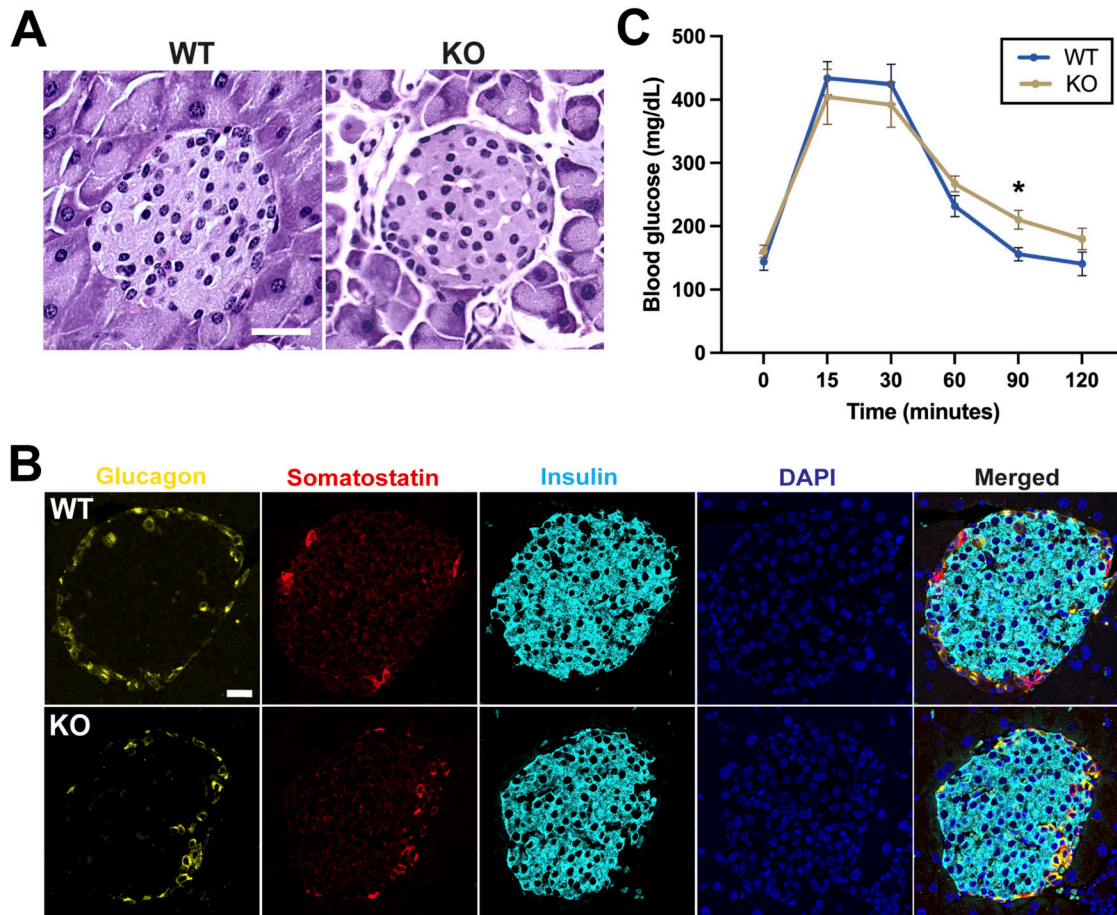 A
WT
KO
C
Blood glucose (mg/dL)
500
400
300
200
100
0
*
WT
KO
0 15 30 60 90 120
Time (minutes)
B
Glucagon Somatostatin Insulin DAPI Merged
WT
KO